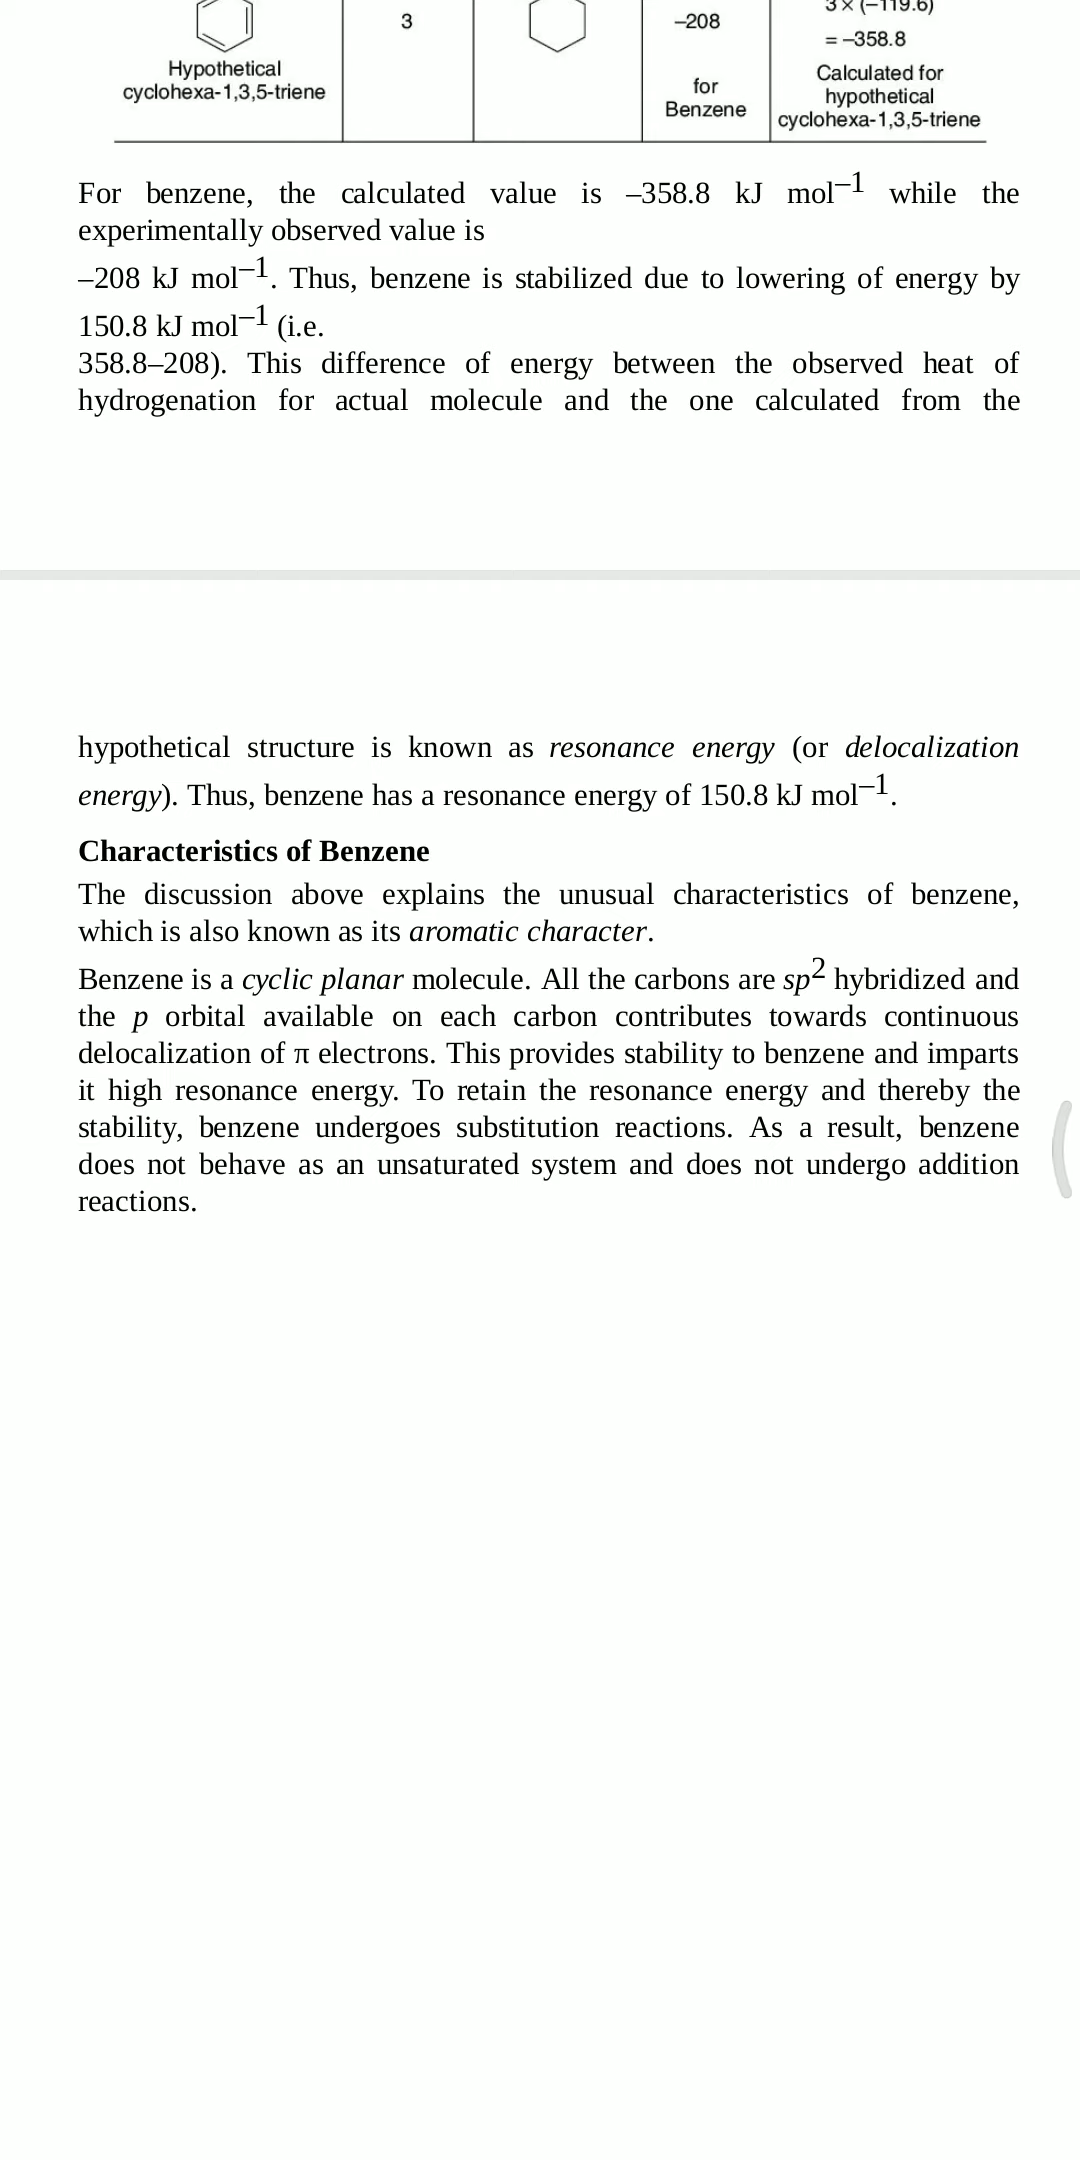 3 × (–119.6)
3
–208
= –358.8
Hypothetical
cyclohexa-1,3,5-triene
for
Benzene
Calculated for
hypothetical
cyclohexa-1,3,5-triene
For benzene, the calculated value is –358.8 kJ mol–1 while the
experimentally observed value is
–208 kJ mol–1. Thus, benzene is stabilized due to lowering of energy by
150.8 kJ mol–1 (i.e.
358.8–208). This difference of energy between the observed heat of
hydrogenation for actual molecule and the one calculated from the
hypothetical structure is known as resonance energy (or delocalization
energy). Thus, benzene has a resonance energy of 150.8 kJ mol–1.
Characteristics of Benzene
The discussion above explains the unusual characteristics of benzene,
which is also known as its aromatic character.
Benzene is a cyclic planar molecule. All the carbons are sp2 hybridized and
the p orbital available on each carbon contributes towards continuous
delocalization of π electrons. This provides stability to benzene and imparts
it high resonance energy. To retain the resonance energy and thereby the
stability, benzene undergoes substitution reactions. As a result, benzene
does not behave as an unsaturated system and does not undergo addition
reactions.